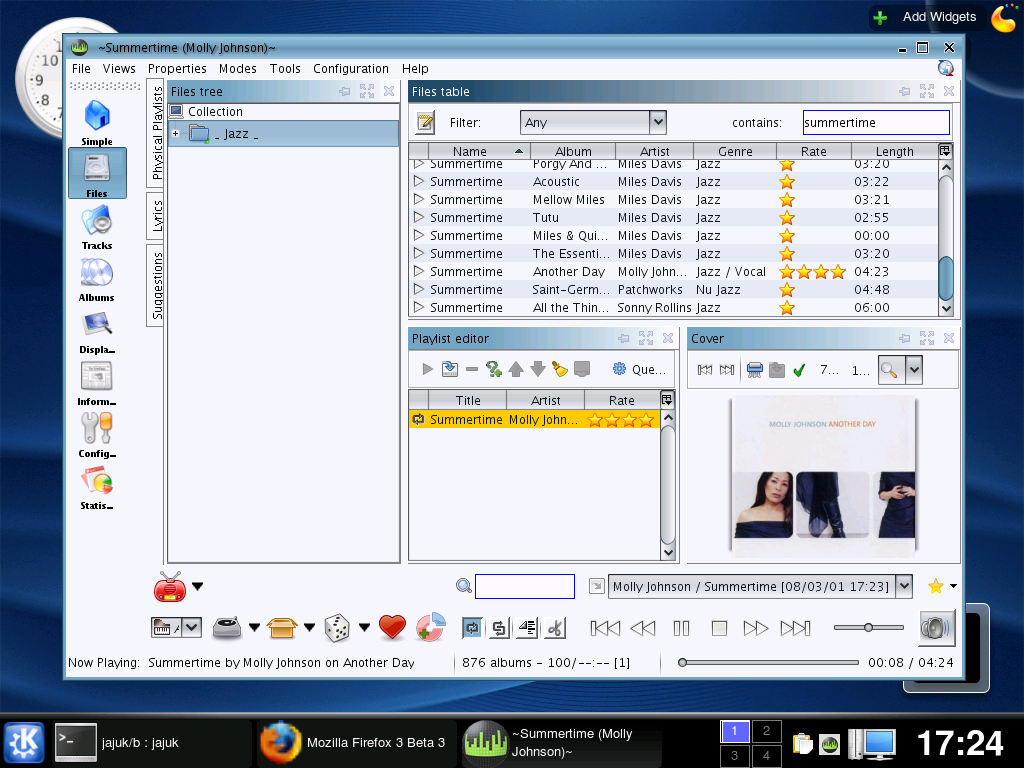 Add Widgets
~Summertime (Molly Johnson)~
File Views Properties Modes Tools Configuration Help
Simple
Files
Tracks
Albums
Displa...
Inform...
Config...
Statis...
Physical Playlists
Lyrics
Suggestions
Files tree
Collection
_ Jazz _
Files table
Filter: Any contains: summertime
Name Album Artist Genre Rate Length
Summertime Porgy And ... Miles Davis Jazz 03:20
Summertime Acoustic Miles Davis Jazz 03:22
Summertime Mellow Miles Miles Davis Jazz 03:21
Summertime Tutu Miles Davis Jazz 02:55
Summertime Miles & Qui... Miles Davis Jazz 00:00
Summertime The Essenti... Miles Davis Jazz 03:20
Summertime Another Day Molly John... Jazz / Vocal 04:23
Summertime Saint-Germ... Patchworks Nu Jazz 04:48
Summertime All the Thin... Sonny Rollins Jazz 06:00
Playlist editor
Que...
Title Artist Rate
Summertime Molly John...
Cover
7... 1...
MOLLY JOHNSON ANOTHER DAY
Molly Johnson / Summertime [08/03/01 17:23]
Now Playing: Summertime by Molly Johnson on Another Day
876 albums - 100/--:-- [1]
00:08 / 04:24
jajuk/b : jajuk
Mozilla Firefox 3 Beta 3
~Summertime (Molly
Johnson)~
1 2
3 4
17:24